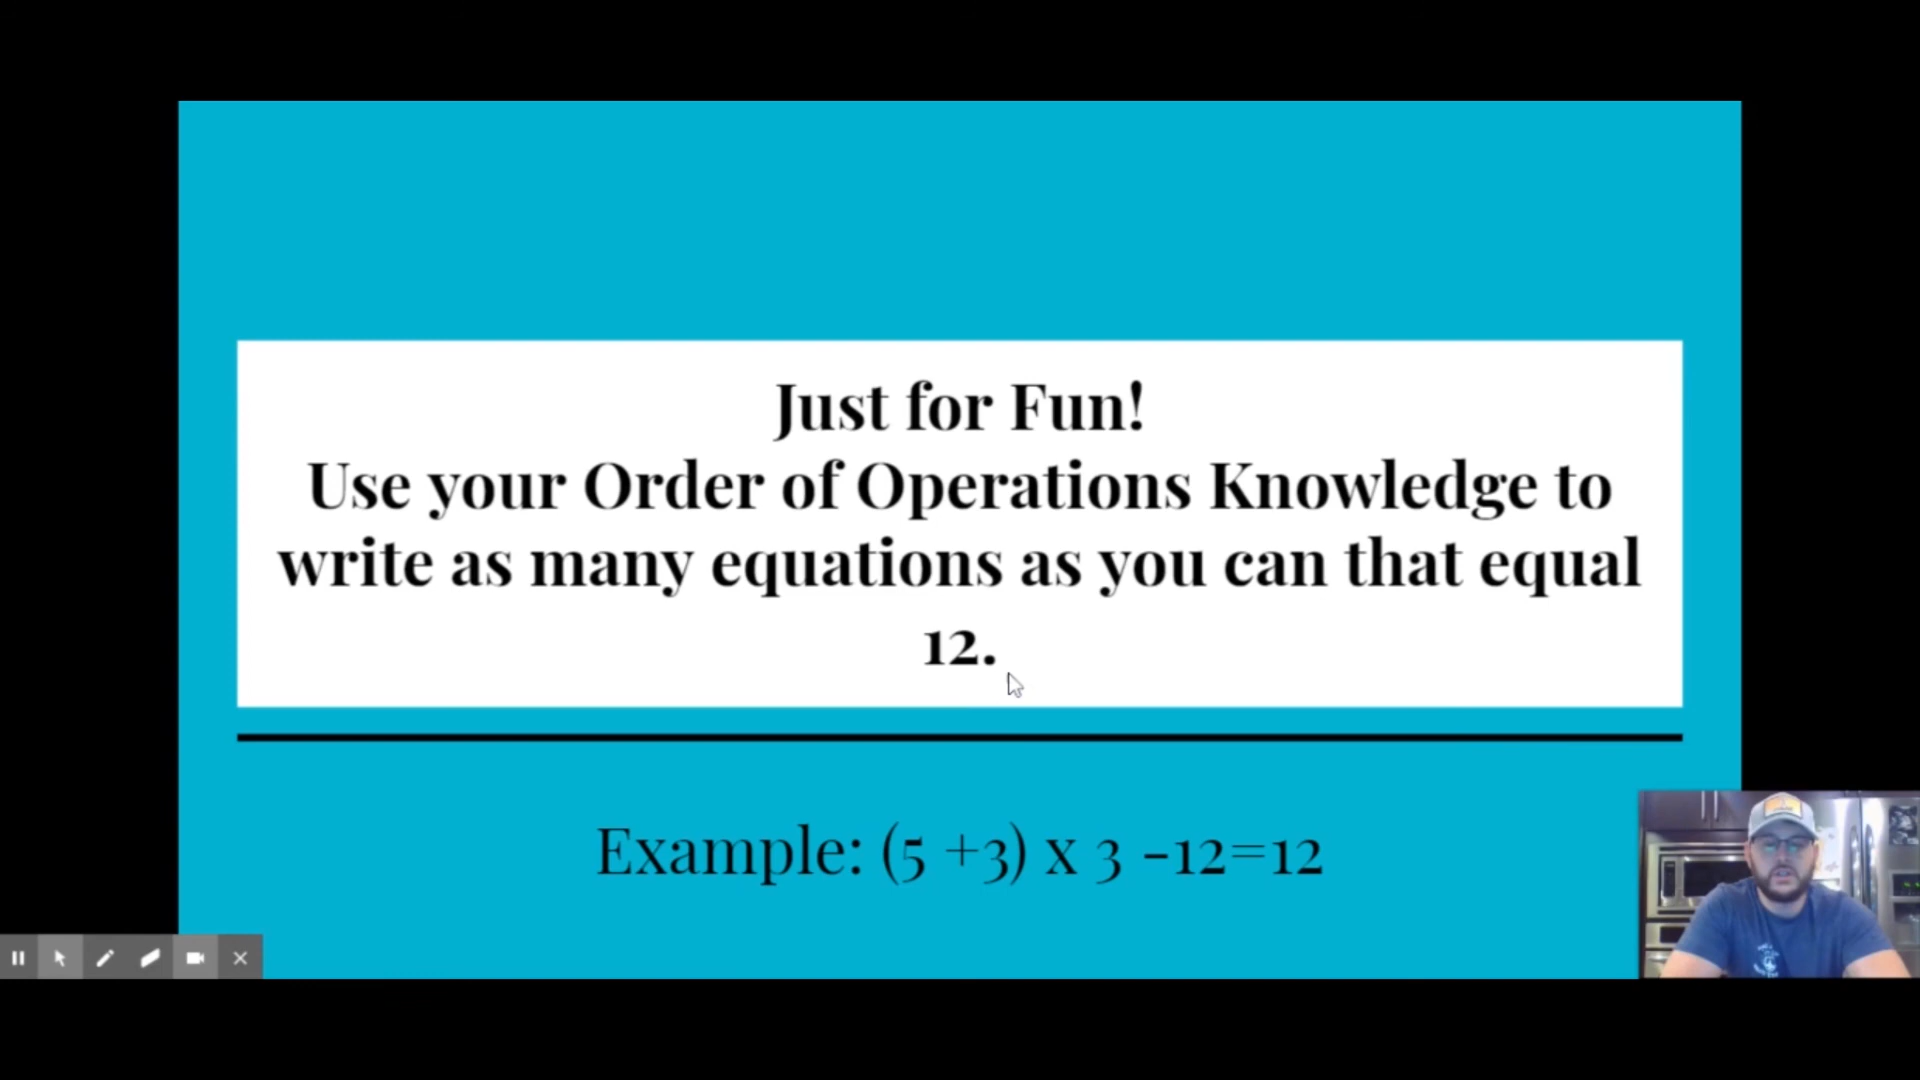 Just for Fun!
Use your Order of Operations Knowledge to
write as many equations as you can that equal
12.
Example: (5 +3) x 3 -12=12